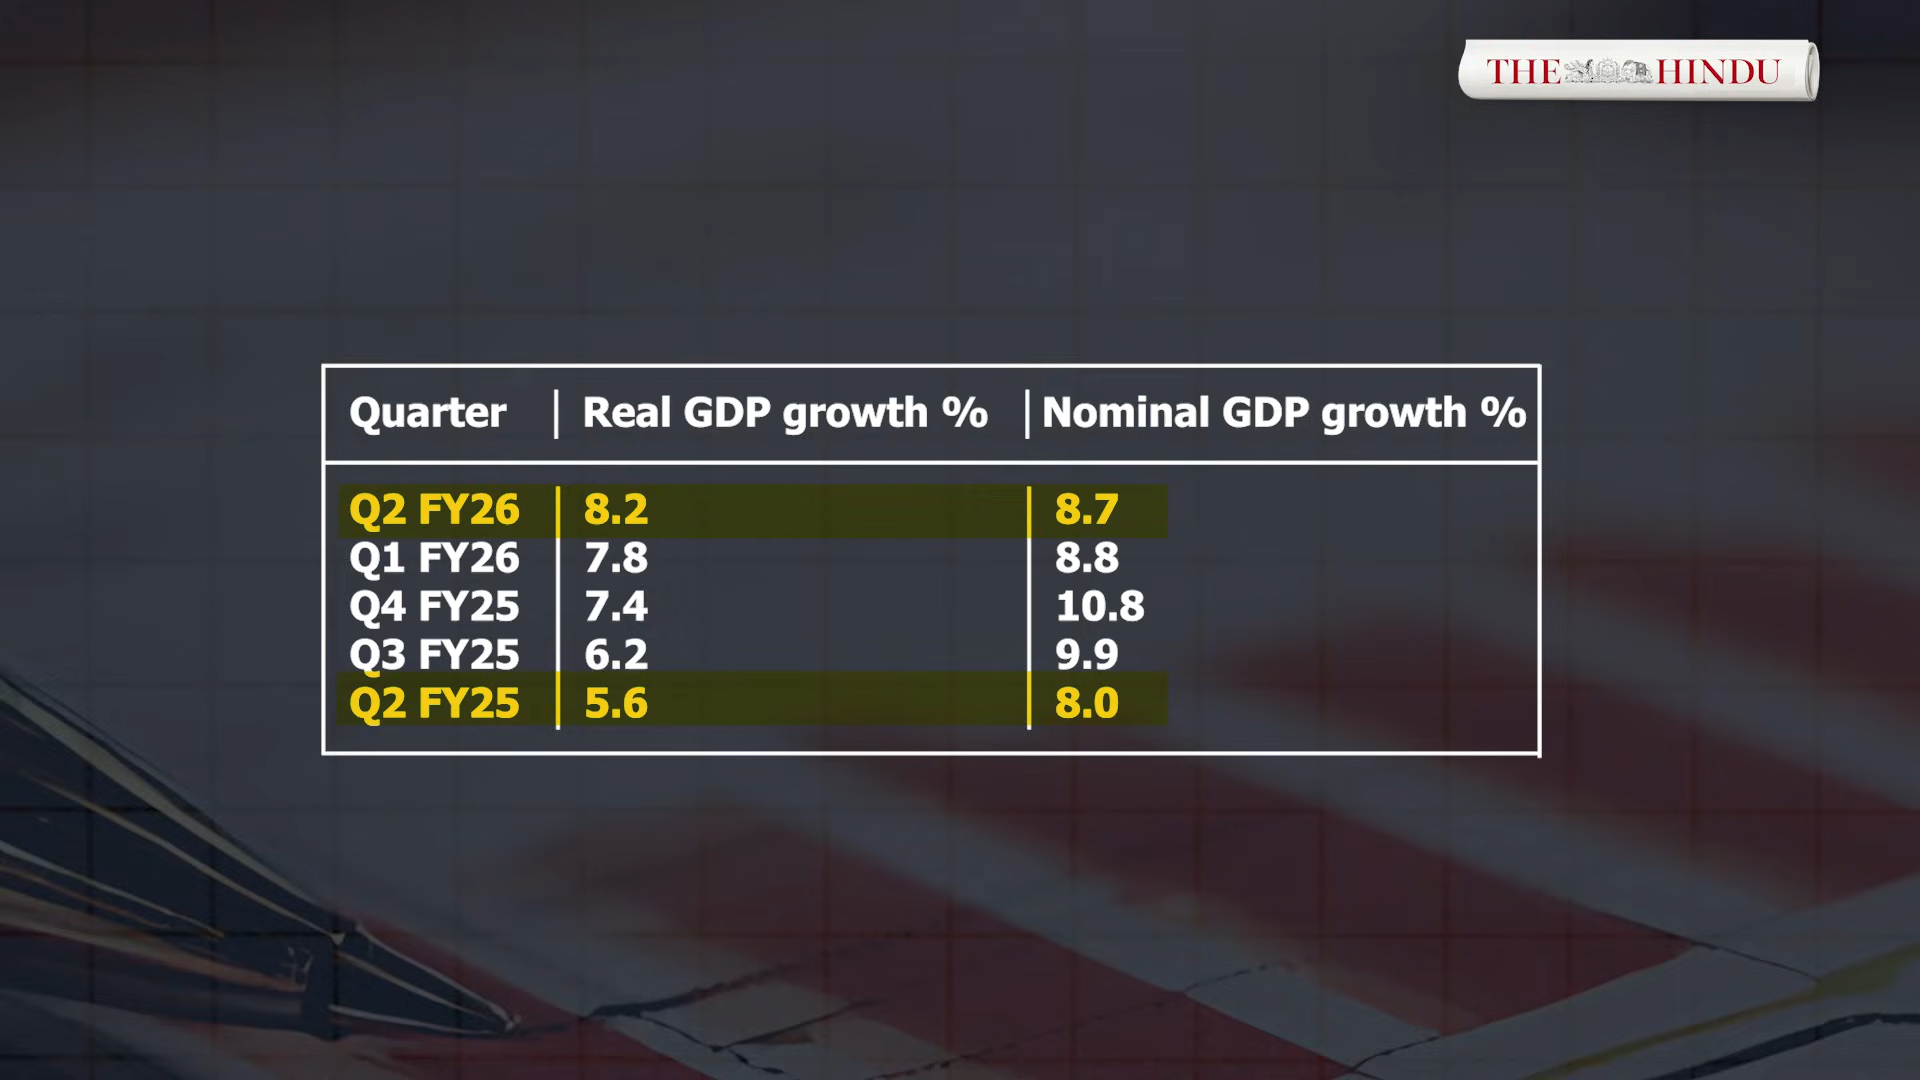 THE HINDU
Quarter | Real GDP growth % | Nominal GDP growth %
Q2 FY26 | 8.2 | 8.7
Q1 FY26 | 7.8 | 8.8
Q4 FY25 | 7.4 | 10.8
Q3 FY25 | 6.2 | 9.9
Q2 FY25 | 5.6 | 8.0